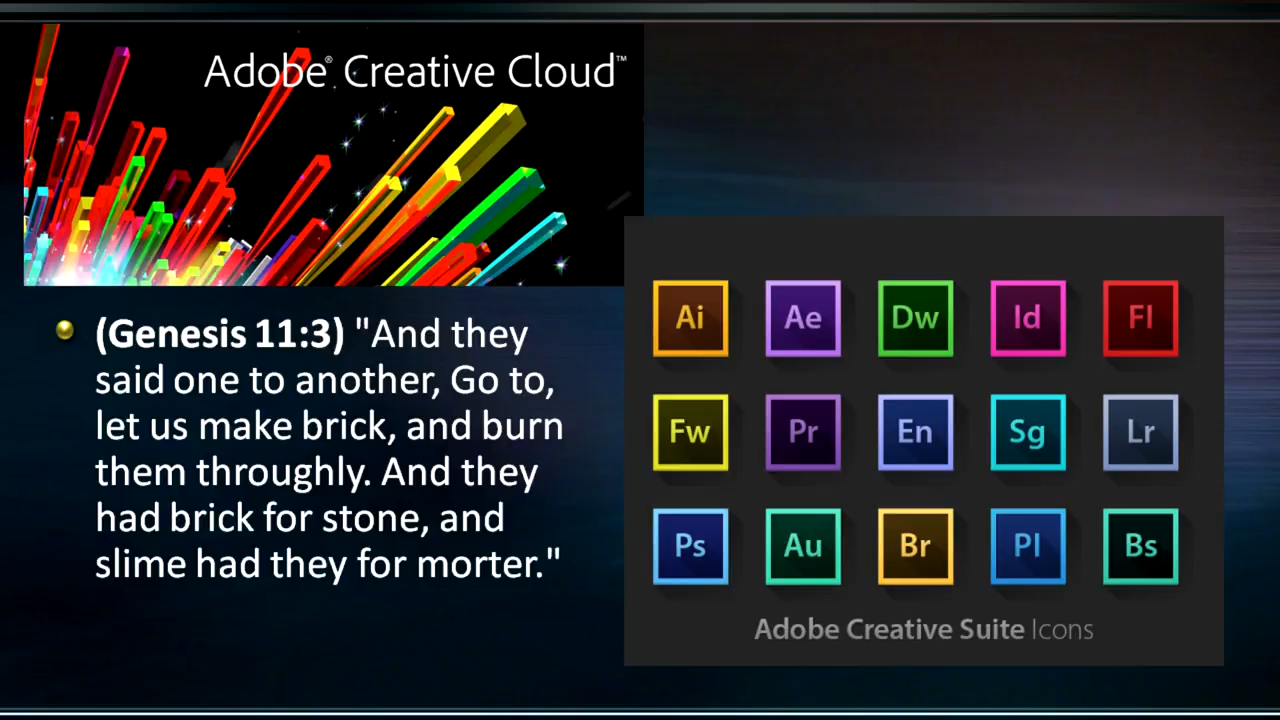 Adobe® Creative Cloud™
(Genesis 11:3) "And they
said one to another, Go to,
let us make brick, and burn
them throughly. And they
had brick for stone, and
slime had they for morter."
Ai Ae Dw Id Fl
Fw Pr En Sg Lr
Ps Au Br Pl Bs
Adobe Creative Suite Icons